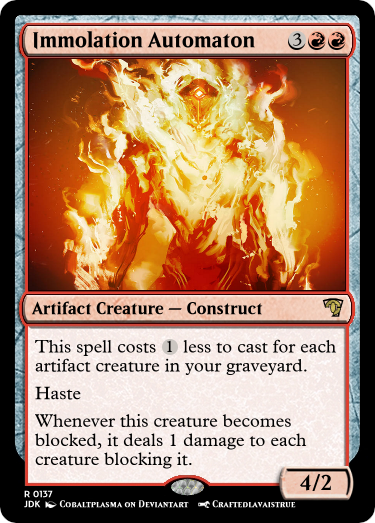 Immolation Automaton 3
Artifact Creature — Construct
This spell costs 1 less to cast for each
artifact creature in your graveyard.
Haste
Whenever this creature becomes
blocked, it deals 1 damage to each
creature blocking it.
4/2
R 0137
JDK Cobaltplasma on Deviantart Craftedlavaistrue